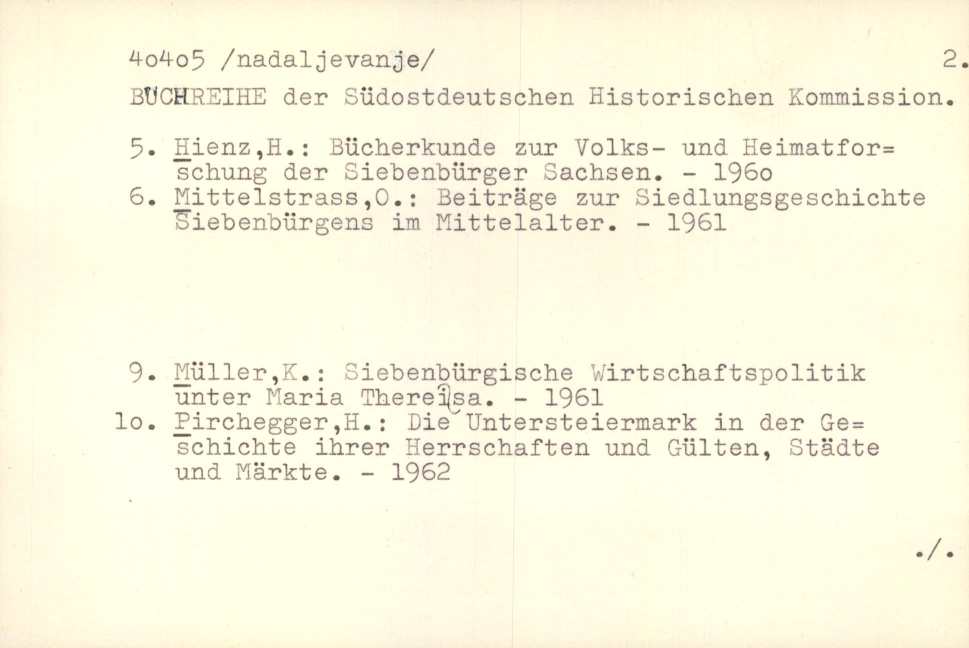 4o4o5 /nadaljevanje/ 2.
BUCHREIHE der Südostdeutschen Historischen Kommission.
5. Hienz,H.: Bücherkunde zur Volks- und Heimatfor=
schung der Siebenbürger Sachsen. - 196o
6. Mittelstrass,O.: Beiträge zur Siedlungsgeschichte
Siebenbürgens im Mittelalter. - 1961
9. Müller,K.: Siebenbürgische Wirtschaftspolitik
unter Maria Theresa. - 1961
lo. Pirchegger,H.: Die Untersteiermark in der Ge=
schichte ihrer Herrschaften und Gülten, Städte
und Märkte. - 1962
./.